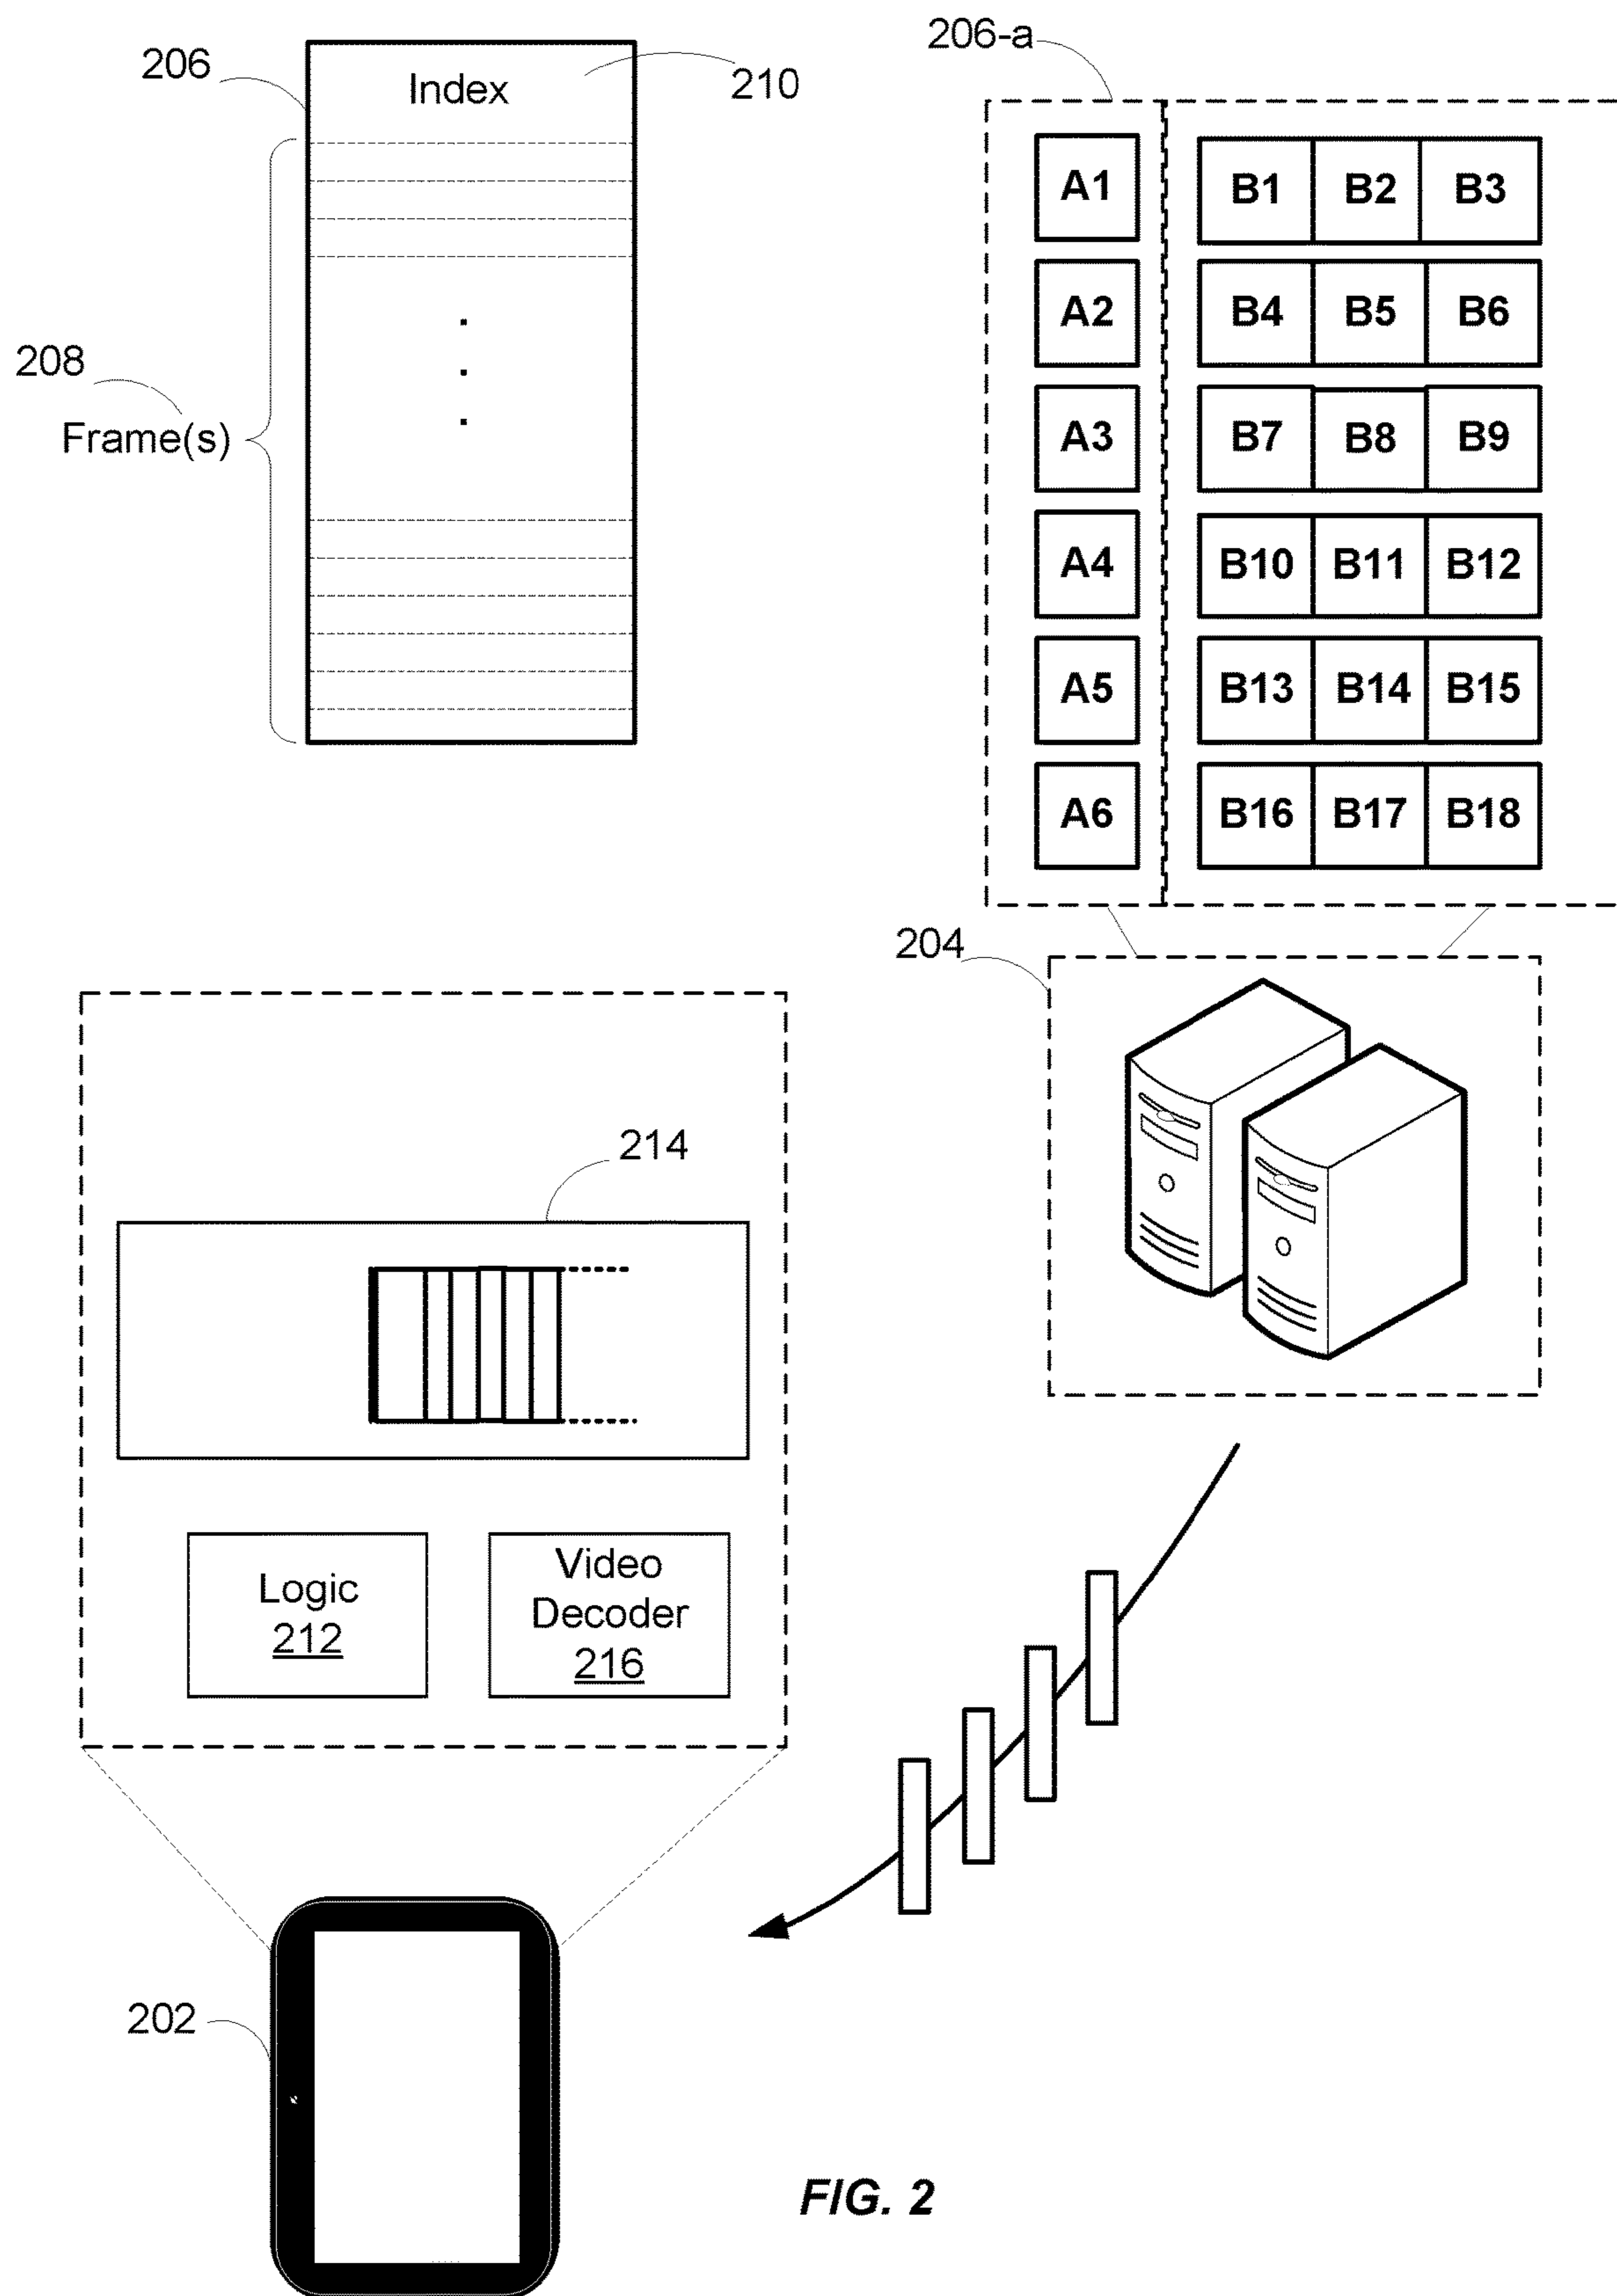 206
Index
210
208
Frame(s)
206-a
A1 B1 B2 B3
A2 B4 B5 B6
A3 B7 B8 B9
A4 B10 B11 B12
A5 B13 B14 B15
A6 B16 B17 B18
204
214
Logic
212
Video
Decoder
216
202
FIG. 2